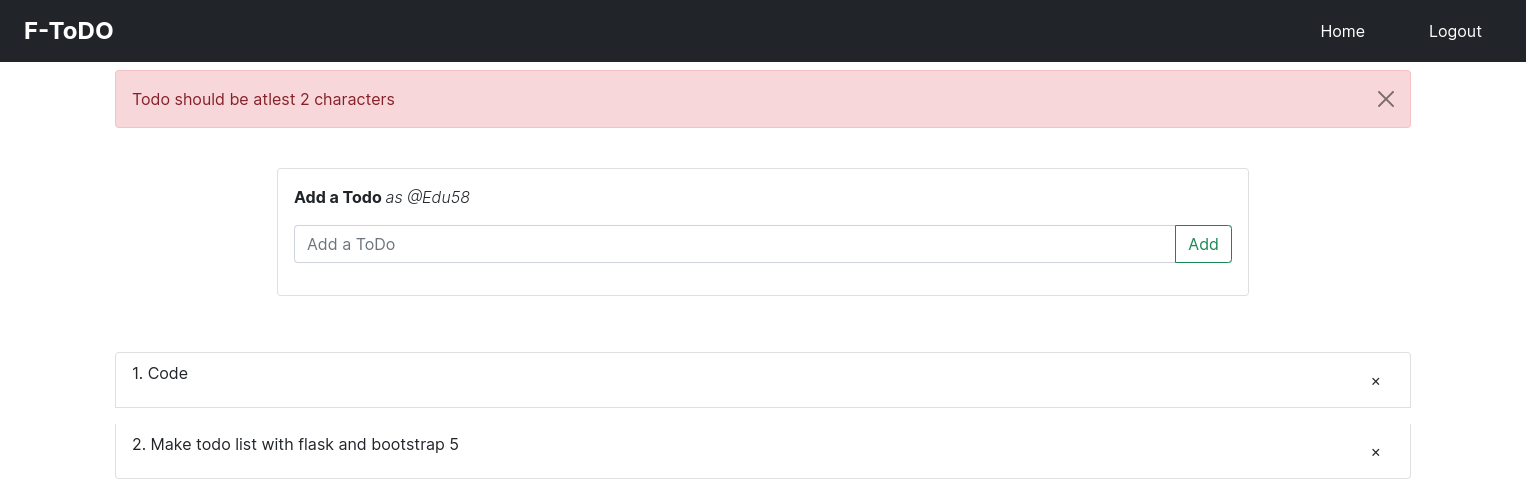 F-ToDO Home Logout
Todo should be atlest 2 characters
Add a Todo as @Edu58
Add a ToDo Add
1. Code ×
2. Make todo list with flask and bootstrap 5 ×